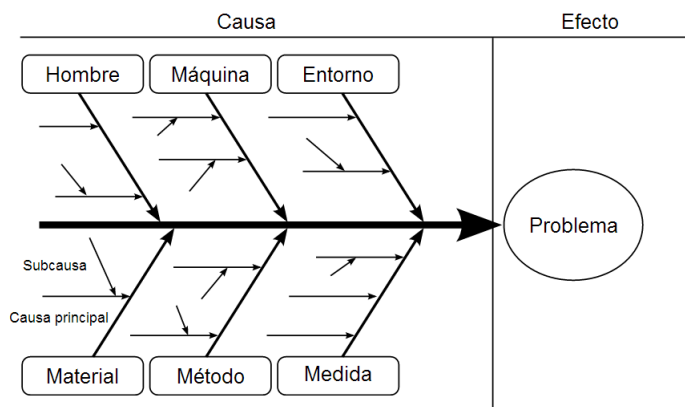 Causa
Efecto
Hombre
Máquina
Entorno
Problema
Subcausa
Causa principal
Material
Método
Medida